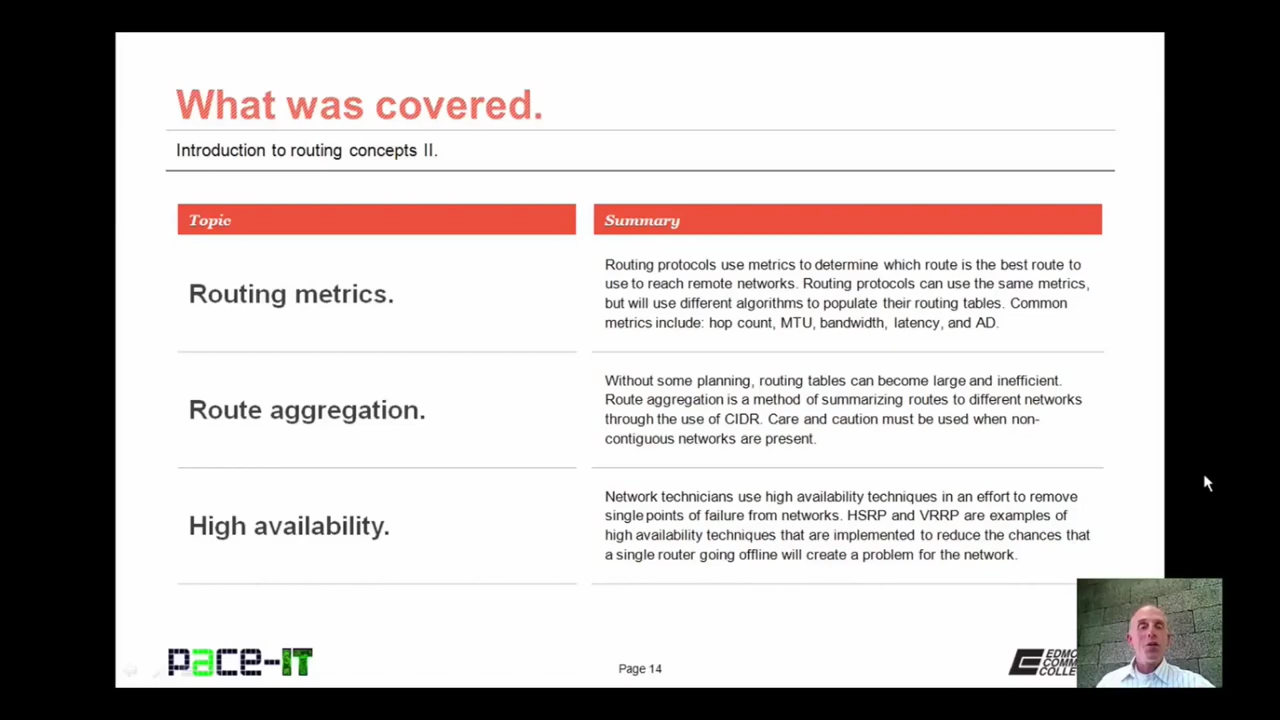 What was covered.
Introduction to routing concepts II.
Topic
Summary
Routing metrics.
Routing protocols use metrics to determine which route is the best route to
use to reach remote networks. Routing protocols can use the same metrics,
but will use different algorithms to populate their routing tables. Common
metrics include: hop count, MTU, bandwidth, latency, and AD.
Route aggregation.
Without some planning, routing tables can become large and inefficient.
Route aggregation is a method of summarizing routes to different networks
through the use of CIDR. Care and caution must be used when non-
contiguous networks are present.
High availability.
Network technicians use high availability techniques in an effort to remove
single points of failure from networks. HSRP and VRRP are examples of
high availability techniques that are implemented to reduce the chances that
a single router going offline will create a problem for the network.
pace-IT
Page 14